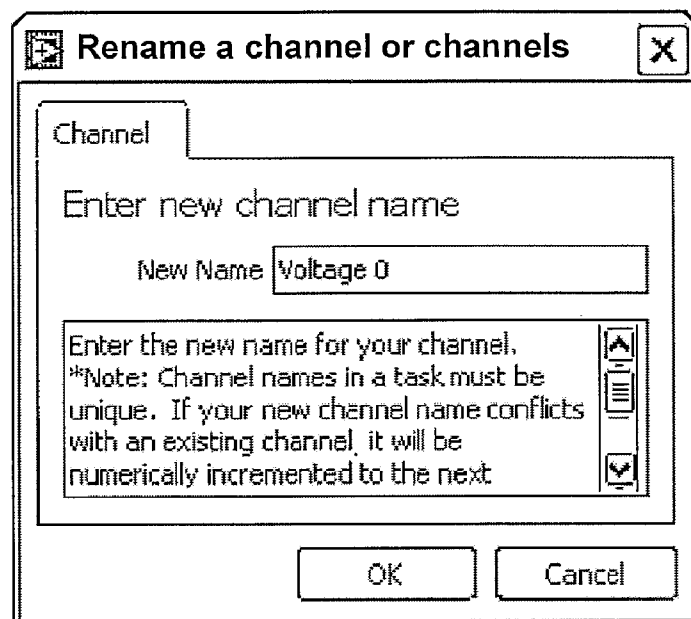 Rename a channel or channels
Channel
Enter new channel name
New Name Voltage 0
Enter the new name for your channel.
*Note: Channel names in a task must be
unique. If your new channel name conflicts
with an existing channel, it will be
numerically incremented to the next
OK Cancel